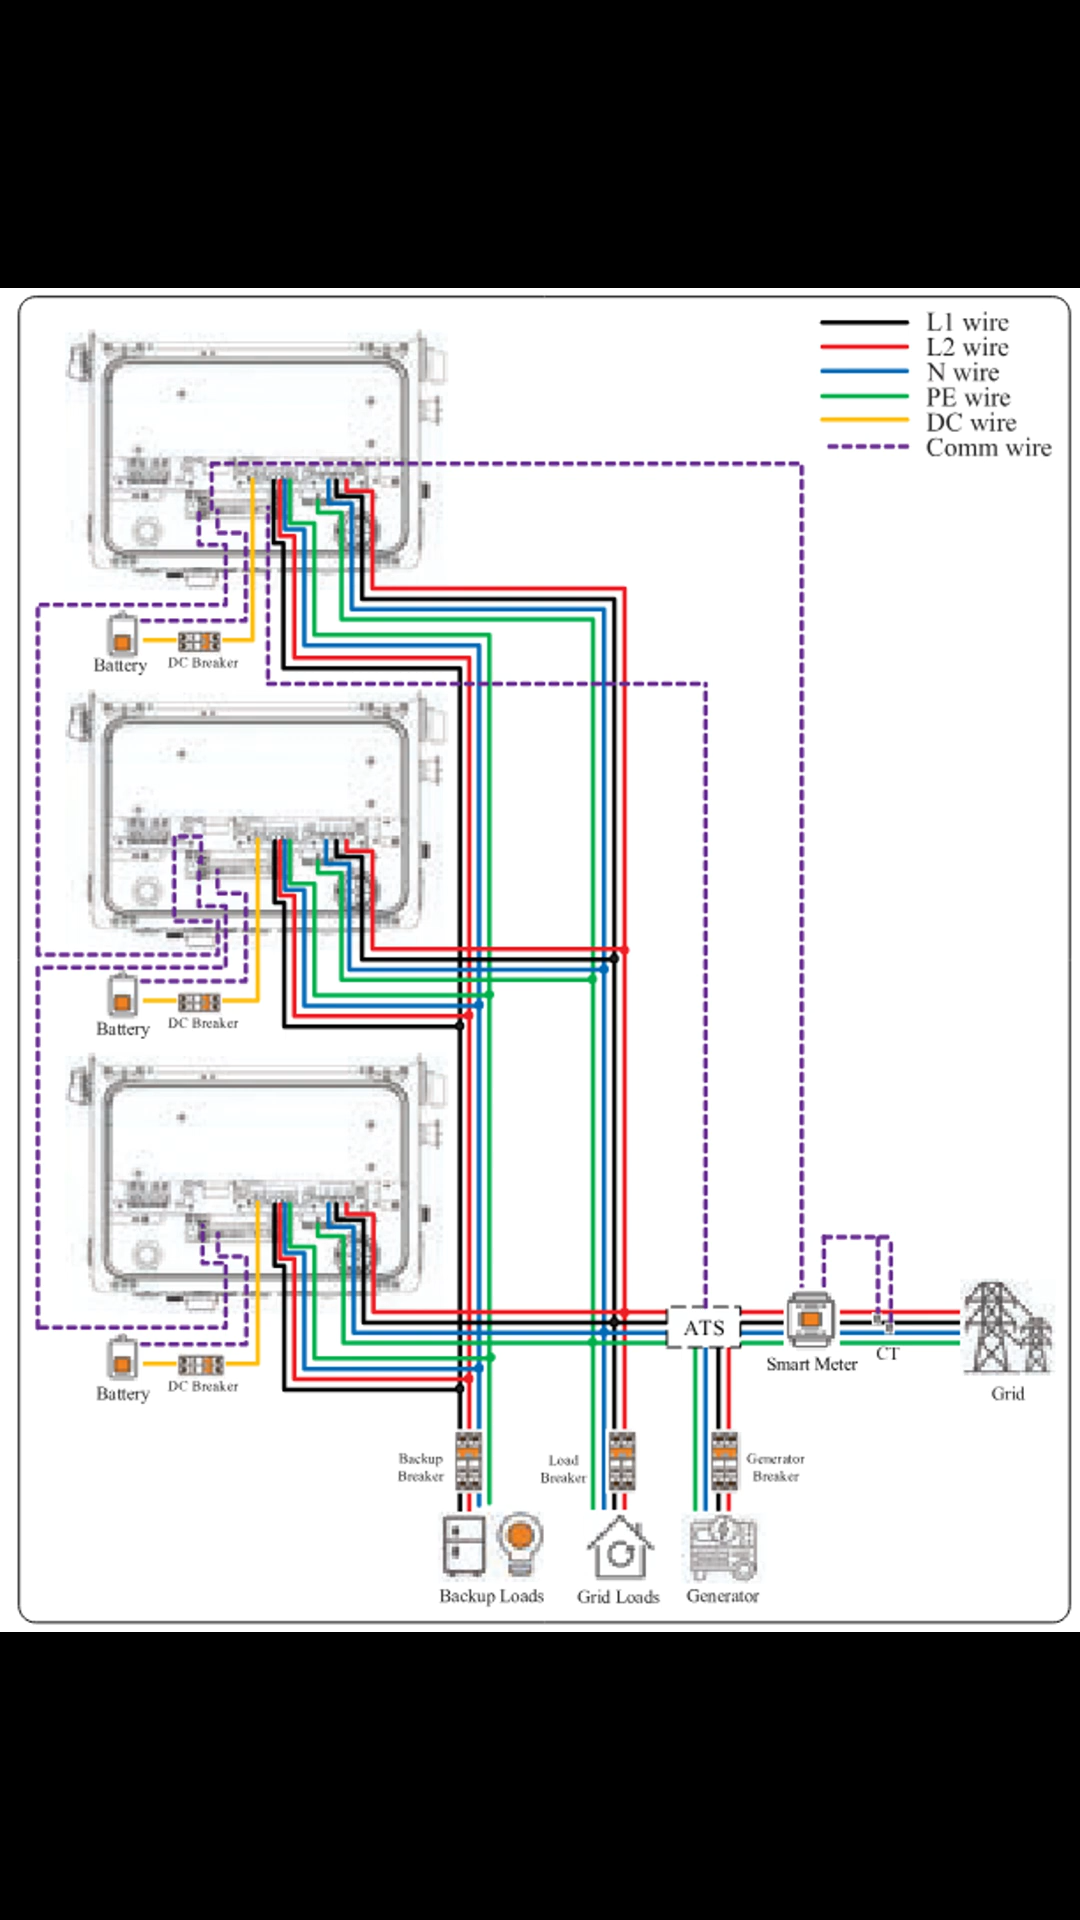 L1 wire
L2 wire
N wire
PE wire
DC wire
Comm wire
Battery
DC Breaker
Battery
DC Breaker
Battery
DC Breaker
ATS
Smart Meter
CT
Grid
Backup
Breaker
Load
Breaker
Generator
Breaker
Backup Loads
Grid Loads
Generator